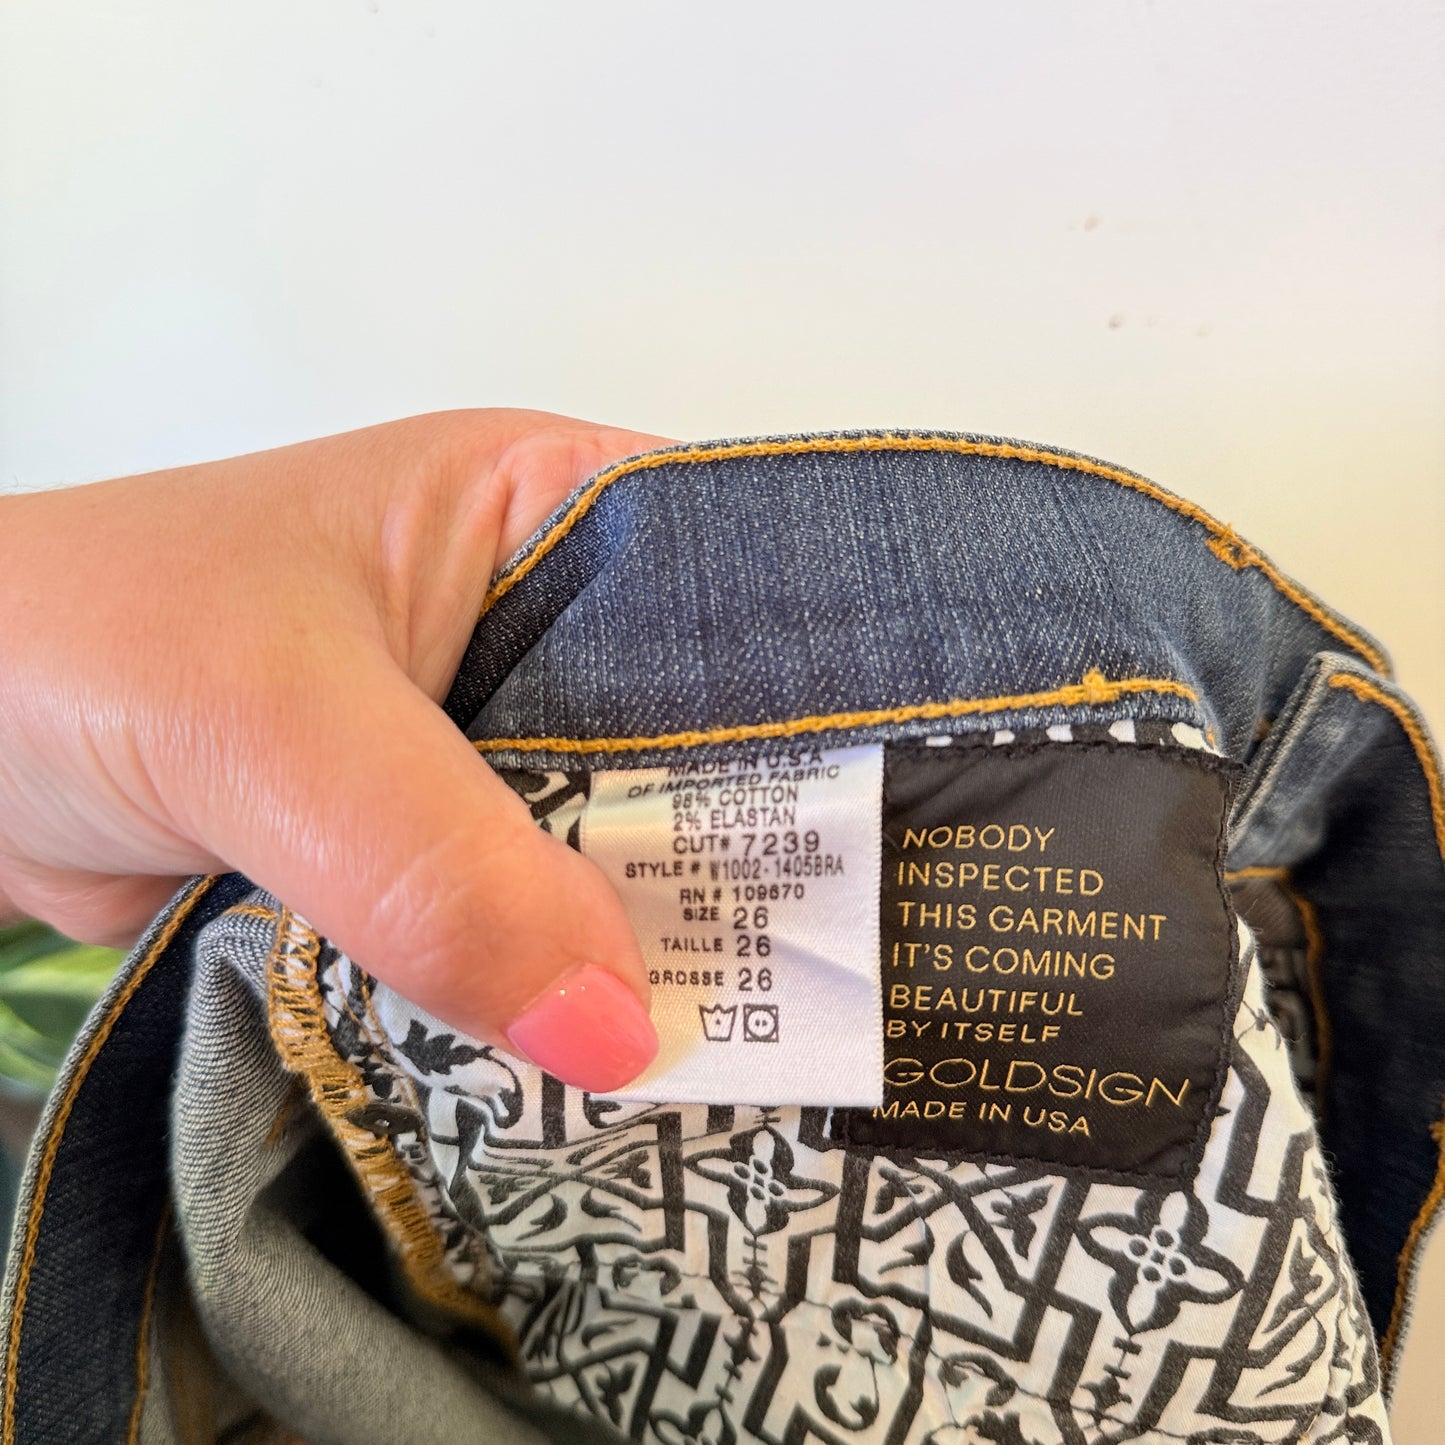 MADE IN U.S.A
OF IMPORTED FABRIC
98% COTTON
2% ELASTAN
CUT# 7239
STYLE # W1002-1405BRA
RN # 109670
SIZE 26
TAILLE 26
GROSSE 26
NOBODY
INSPECTED
THIS GARMENT
IT'S COMING
BEAUTIFUL
BY ITSELF
GOLDSIGN
MADE IN USA